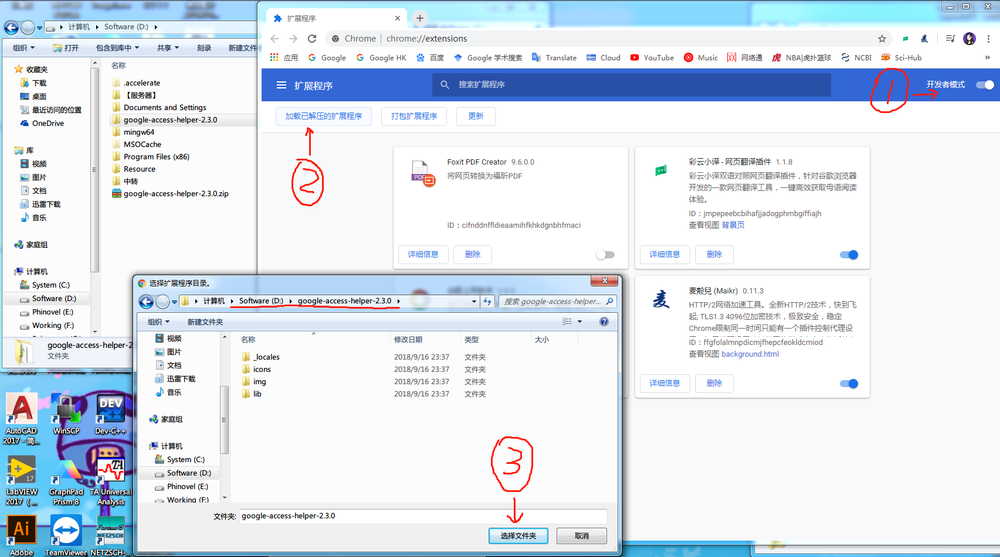 计算机 Software (D:)
组织 打开 包含到库中 共享 刻录 新建文件
收藏夹
下载
桌面
最近访问的位置
OneDrive
库
视频
图片
文档
迅雷下载
音乐
家庭组
计算机
System (C:)
Software (D:)
Phinovel (E:)
Working (F:)
名称
.accelerate
【服务器】
Documents and Settings
google-access-helper-2.3.0
mingw64
MSOCache
Program Files (x86)
Resource
中转
google-access-helper-2.3.0.zip
google-access-helper-2
文件夹
扩展程序
Chrome | chrome://extensions
应用 Google Google HK 百度 Google 学术搜索 Translate Cloud YouTube Music 网络通 NBA|虎扑篮球 NCBI Sci-Hub
扩展程序
搜索扩展程序
1
开发者模式
加载已解压的扩展程序 打包扩展程序 更新
2
Foxit PDF Creator 9.6.0.0
将网页转换为福昕PDF
ID：cifnddnffldieaamihfkhkdgnbhfmaci
详细信息 删除
彩云小译 - 网页翻译插件 1.1.8
彩云小译双语对照网页翻译插件，针对谷歌浏览器
开发的一款网页翻译工具，一键高效获取母语阅读
体验。
ID：jmpepeebcbihafjjadogphmbgiffiajh
查看视图 背景页
详细信息 删除
麦
麦殼兒 (Maikr) 0.11.3
HTTP/2网络加速工具。全新HTTP/2技术，快到飞
起; TLS1.3 4096位加密技术，极致安全，稳定
Chrome限制同一时间只能有一个插件控制代理设
ID：ffgfolalmnpdicmjfhepcfeokldcmiod
查看视图 background.html
详细信息 删除
选择扩展程序目录。
计算机 Software (D:) google-access-helper-2.3.0
搜索 google-access-helper...
组织 新建文件夹
视频
图片
文档
迅雷下载
音乐
家庭组
计算机
System (C:)
Software (D:)
Phinovel (E:)
Working (F:)
名称 修改日期 类型 大小
_locales 2018/9/16 23:37 文件夹
icons 2018/9/16 23:37 文件夹
img 2018/9/16 23:37 文件夹
lib 2018/9/16 23:37 文件夹
3
文件夹: google-access-helper-2.3.0
选择文件夹 取消
AutoCAD
2017 - 简...
WinSCP
DEV
C++
Dev-C++
17
LabVIEW
2017 (...
GraphPad
Prism 8
TA
TA Universal
Analysis
Ai
Adobe
TeamViewer
NETZSCH
NETZSCH-...